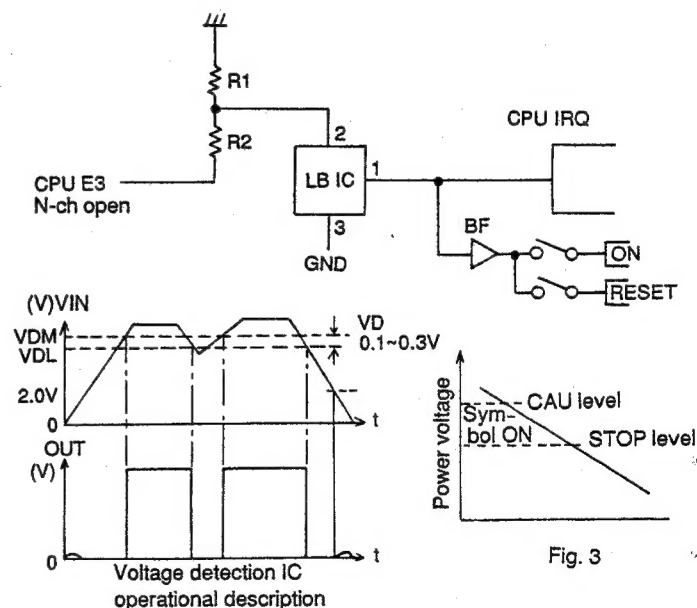 R1
R2
CPU E3
N-ch open
2
LB IC
1
3
GND
CPU IRQ
BF
ON
RESET
(V)VIN
VDM
VDL
2.0V
0
t
VD
0.1~0.3V
OUT
(V)
0
t
Voltage detection IC
operational description
Power voltage
CAU level
Sym-
bol ON
STOP level
Fig. 3